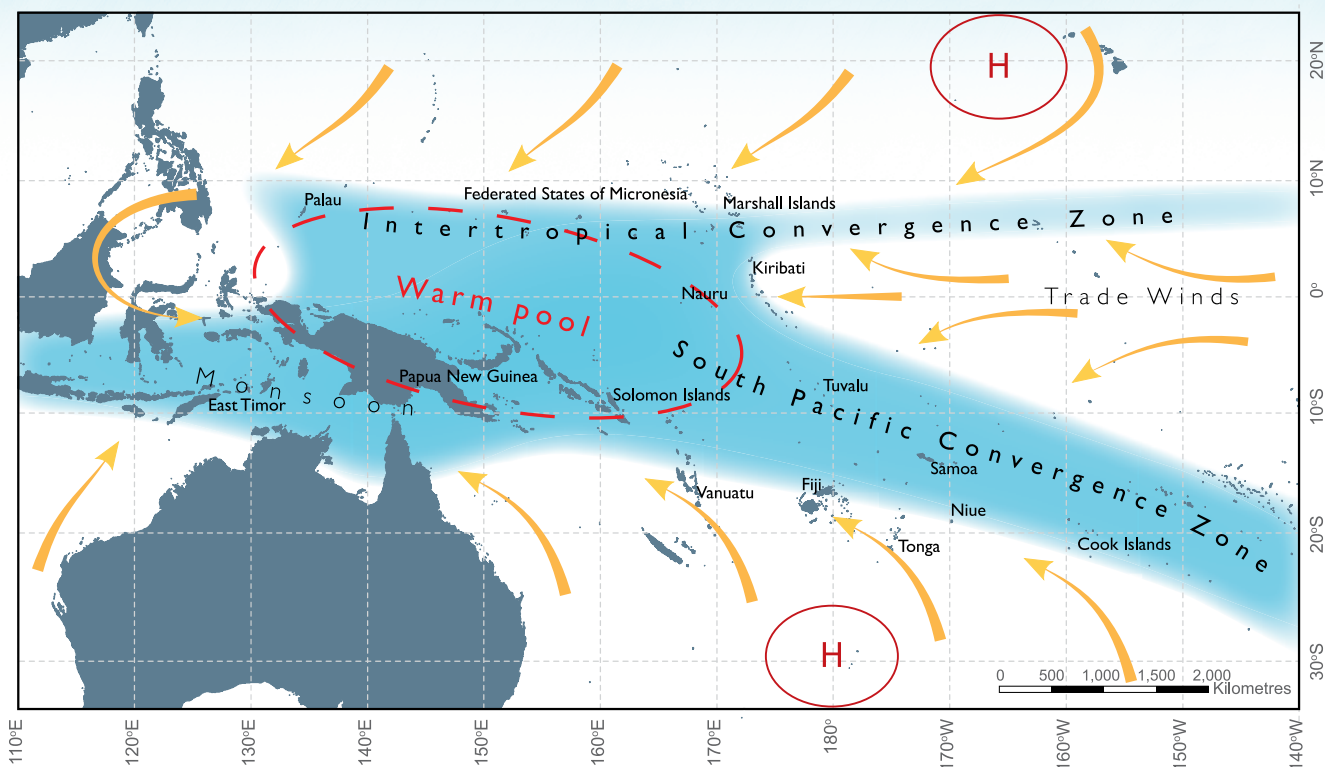 H
20°N
10°N
Palau
Federated States of Micronesia
Marshall Islands
Intertropical Convergence Zone
Kiribati
Warm pool
Nauru
Trade Winds
0°
South Pacific Convergence Zone
Monsoon
Papua New Guinea
East Timor
Solomon Islands
Tuvalu
10°S
Samoa
Vanuatu
Fiji
Niue
Tonga
Cook Islands
20°S
H
30°S
0 500 1,000 1,500 2,000
Kilometres
110°E 120°E 130°E 140°E 150°E 160°E 170°E 180° 170°W 160°W 150°W 140°W